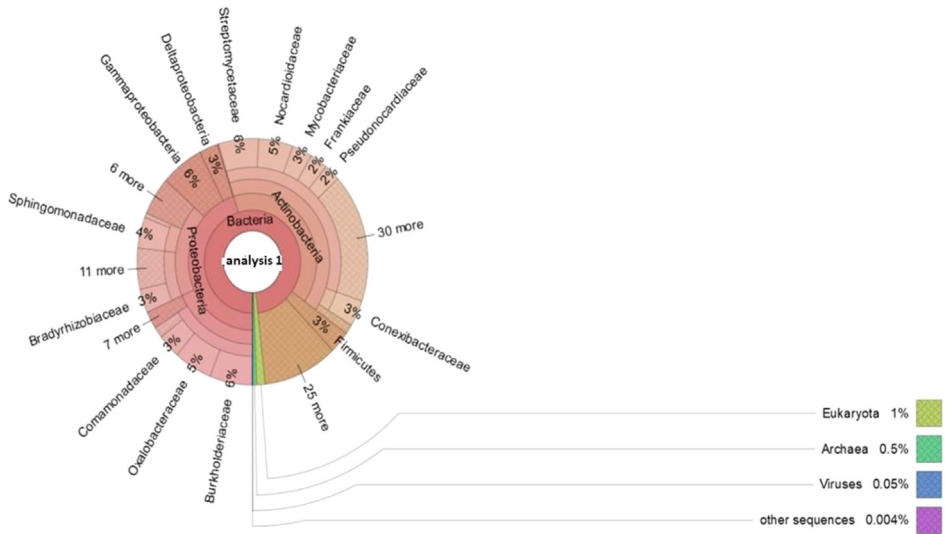 Streptomycetaceae 6%
Nocardioidaceae 5%
Mycobacteriaceae 3%
Frankiaceae 2%
Pseudonocardiaceae 2%
30 more
Conexibacteraceae 3%
Firmicutes 3%
25 more
Burkholderiaceae 6%
Oxalobacteraceae 5%
Comamonadaceae 3%
7 more
Bradyrhizobiaceae 3%
11 more
Sphingomonadaceae 4%
6 more
Gammaproteobacteria 6%
Deltaproteobacteria 3%
Bacteria
Actinobacteria
Proteobacteria
analysis 1
Eukaryota 1%
Archaea 0.5%
Viruses 0.05%
other sequences 0.004%